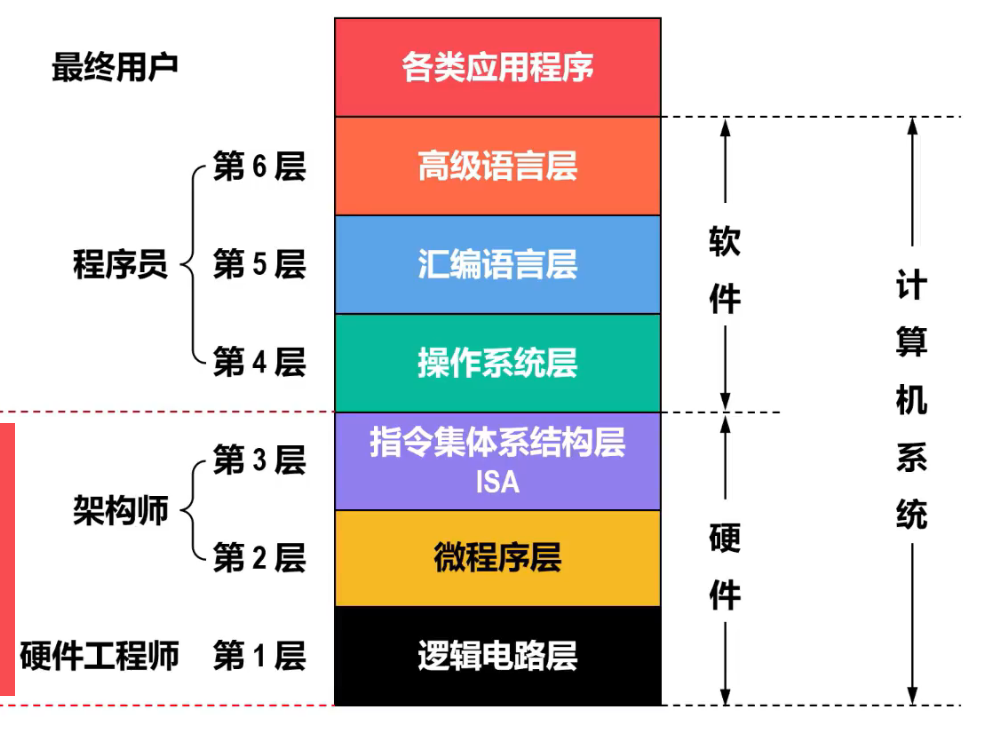 最终用户
各类应用程序
第6层
高级语言层
程序员
第5层
汇编语言层
第4层
操作系统层
软件
计算机系统
第3层
指令集体系结构层
ISA
架构师
第2层
微程序层
硬件
硬件工程师
第1层
逻辑电路层